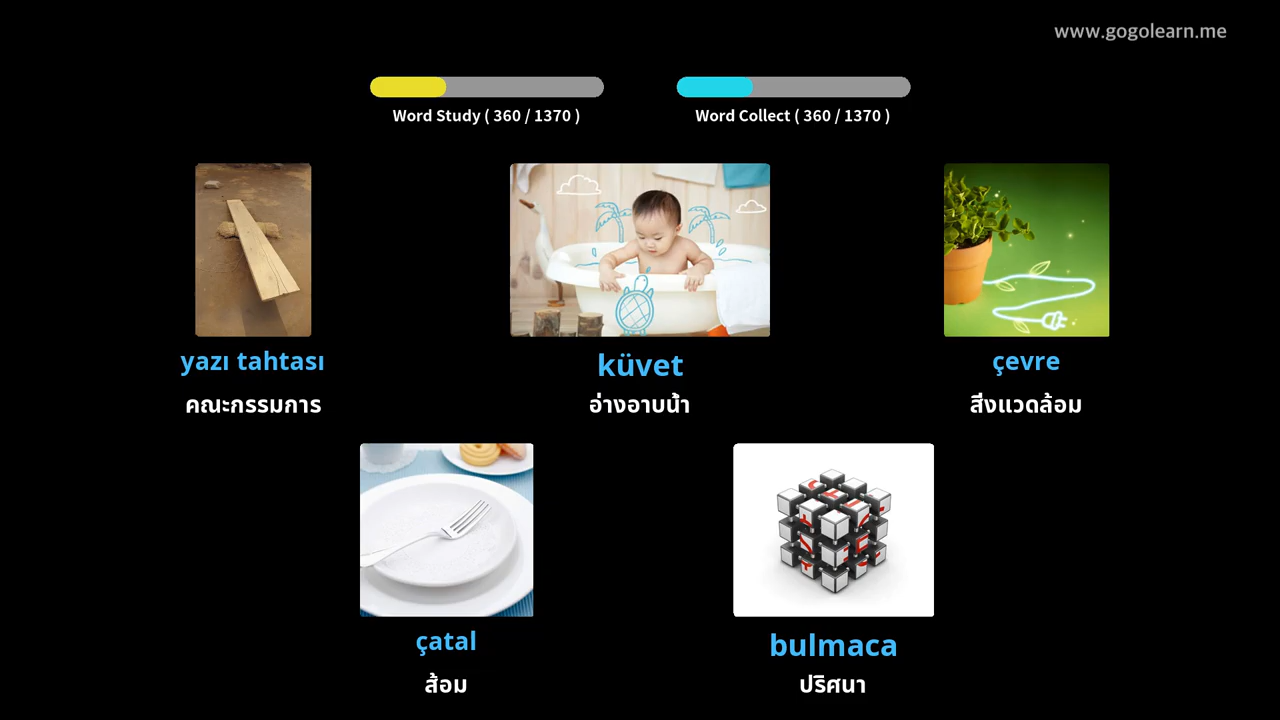 www.gogolearn.me
Word Study ( 360 / 1370 )
Word Collect ( 360 / 1370 )
yazı tahtası
คณะกรรมการ
küvet
อ่างอาบน้ำ
çevre
สิ่งแวดล้อม
çatal
ส้อม
bulmaca
ปริศนา